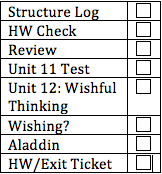 Structure Log
HW Check
Review
Unit 11 Test
Unit 12: Wishful
Thinking
Wishing?
Aladdin
HW/Exit Ticket